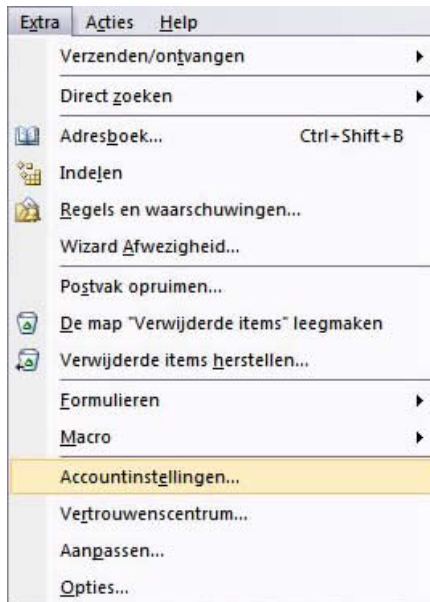 Extra Acties Help
Verzenden/ontvangen
Direct zoeken
Adresboek... Ctrl+Shift+B
Indelen
Regels en waarschuwingen...
Wizard Afwezigheid...
Postvak opruimen...
De map "Verwijderde items" leegmaken
Verwijderde items herstellen...
Formulieren
Macro
Accountinstellingen...
Vertrouwenscentrum...
Aanpassen...
Opties...